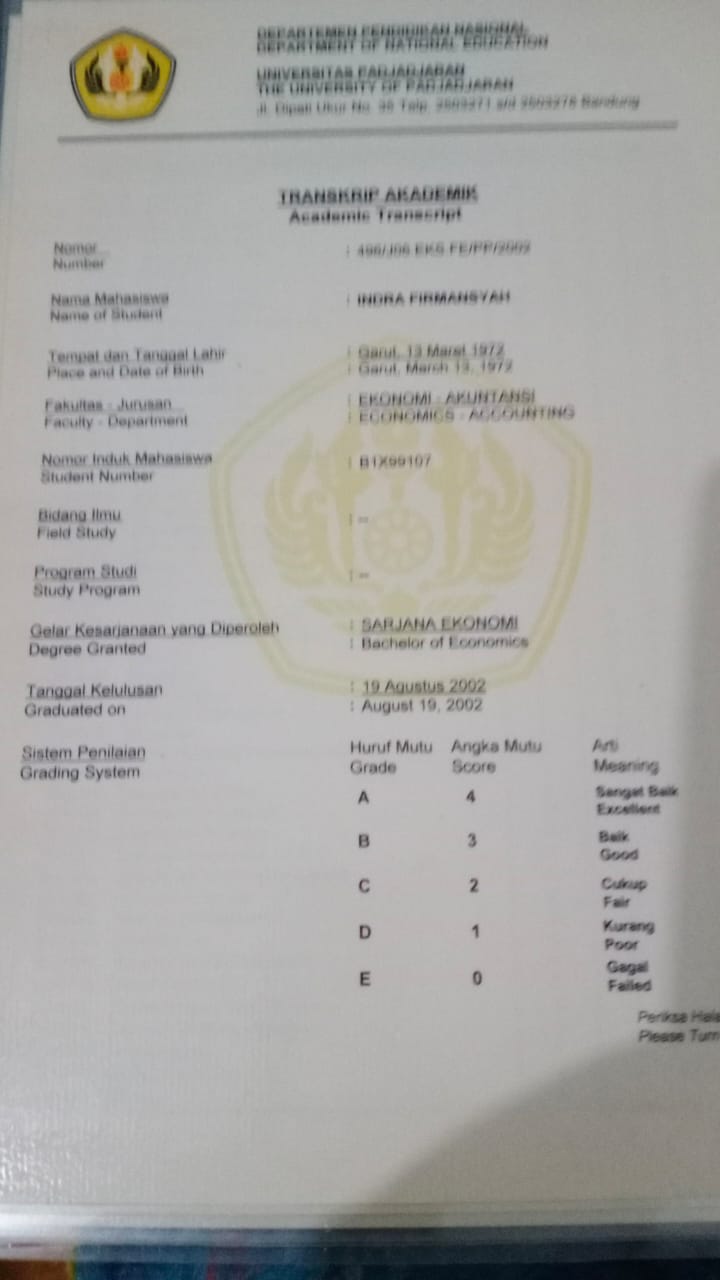 DEPARTEMEN PENDIDIKAN NASIONAL
DEPARTMENT OF NATIONAL EDUCATION
UNIVERSITAS PADJADJARAN
THE UNIVERSITY OF PADJADJARAN
Jl. Dipati Ukur No. 35 Telp. 2503271 s/d 2503276 Bandung
TRANSKRIP AKADEMIK
Academic Transcript
Nomor : 496/J06 EKS FE/PP/2002
Number
Nama Mahasiswa : INDRA FIRMANSYAH
Name of Student
Tempat dan Tanggal Lahir : Garut, 13 Maret 1972
Place and Date of Birth : Garut, March 13, 1972
Fakultas - Jurusan : EKONOMI - AKUNTANSI
Faculty - Department : ECONOMICS - ACCOUNTING
Nomor Induk Mahasiswa : B1X99107
Student Number
Bidang Ilmu : --
Field Study
Program Studi : --
Study Program
Gelar Kesarjanaan yang Diperoleh : SARJANA EKONOMI
Degree Granted : Bachelor of Economics
Tanggal Kelulusan : 19 Agustus 2002
Graduated on : August 19, 2002
Sistem Penilaian Huruf Mutu Angka Mutu Arti
Grading System Grade Score Meaning
A 4 Sangat Baik
Excellent
B 3 Baik
Good
C 2 Cukup
Fair
D 1 Kurang
Poor
E 0 Gagal
Failed
Periksa Hala
Please Turn